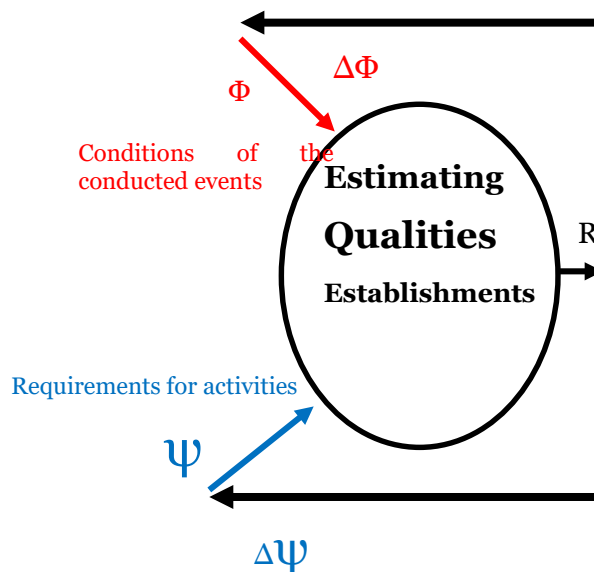 ΔΦ
Φ
Conditions of the
conducted events
Estimating
Qualities
R
Establishments
Requirements for activities
Ψ
ΔΨ